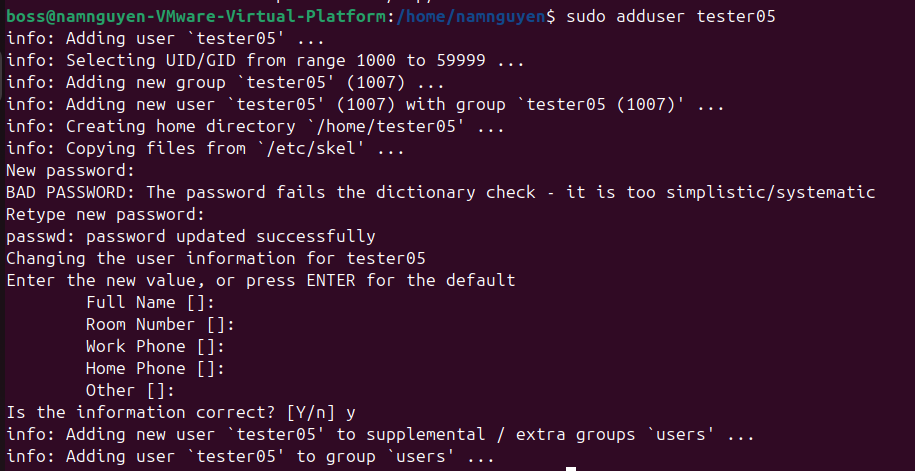 boss@namnguyen-VMware-Virtual-Platform:/home/namnguyen$ sudo adduser tester05
info: Adding user `tester05' ...
info: Selecting UID/GID from range 1000 to 59999 ...
info: Adding new group `tester05' (1007) ...
info: Adding new user `tester05' (1007) with group `tester05 (1007)' ...
info: Creating home directory `/home/tester05' ...
info: Copying files from `/etc/skel' ...
New password:
BAD PASSWORD: The password fails the dictionary check - it is too simplistic/systematic
Retype new password:
passwd: password updated successfully
Changing the user information for tester05
Enter the new value, or press ENTER for the default
        Full Name []:
        Room Number []:
        Work Phone []:
        Home Phone []:
        Other []:
Is the information correct? [Y/n] y
info: Adding new user `tester05' to supplemental / extra groups `users' ...
info: Adding user `tester05' to group `users' ...